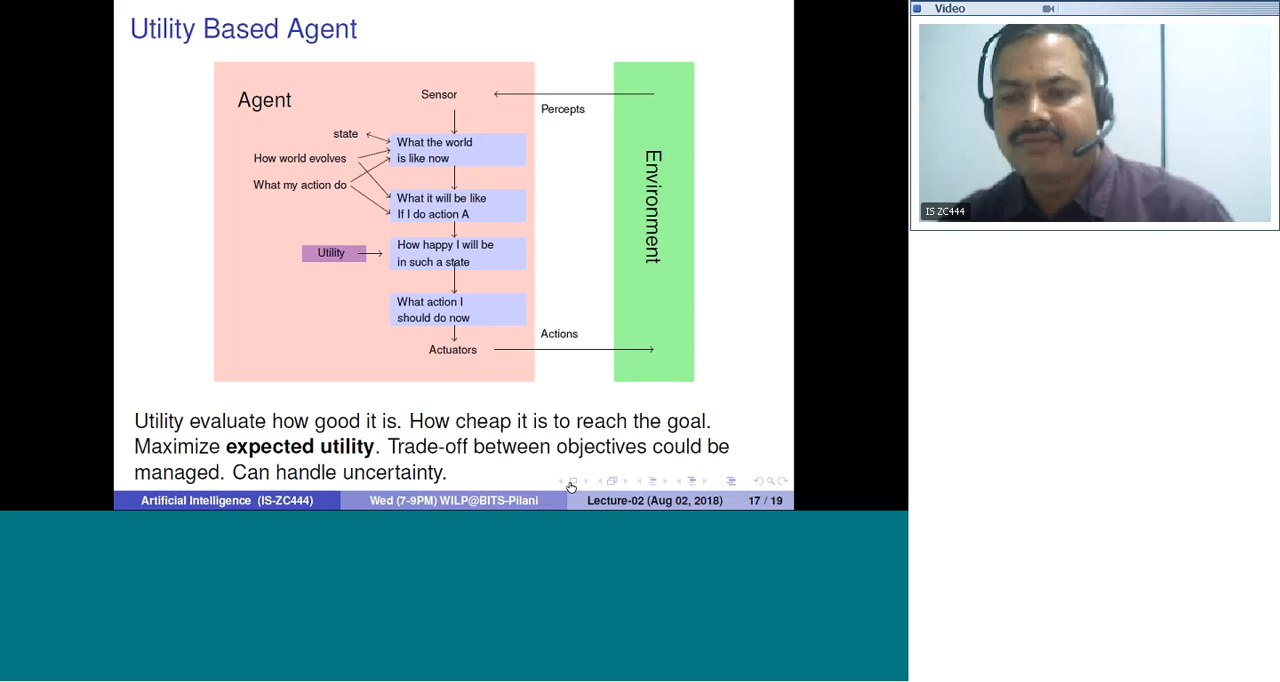 Utility Based Agent
Agent
Sensor
Percepts
state
What the world
is like now
How world evolves
What my action do
What it will be like
If I do action A
Utility
How happy I will be
in such a state
What action I
should do now
Actions
Actuators
Environment
Utility evaluate how good it is. How cheap it is to reach the goal.
Maximize expected utility. Trade-off between objectives could be
managed. Can handle uncertainty.
Artificial Intelligence (IS-ZC444) Wed (7-9PM) WILP@BITS-Pilani Lecture-02 (Aug 02, 2018) 17 / 19
Video
IS ZC444